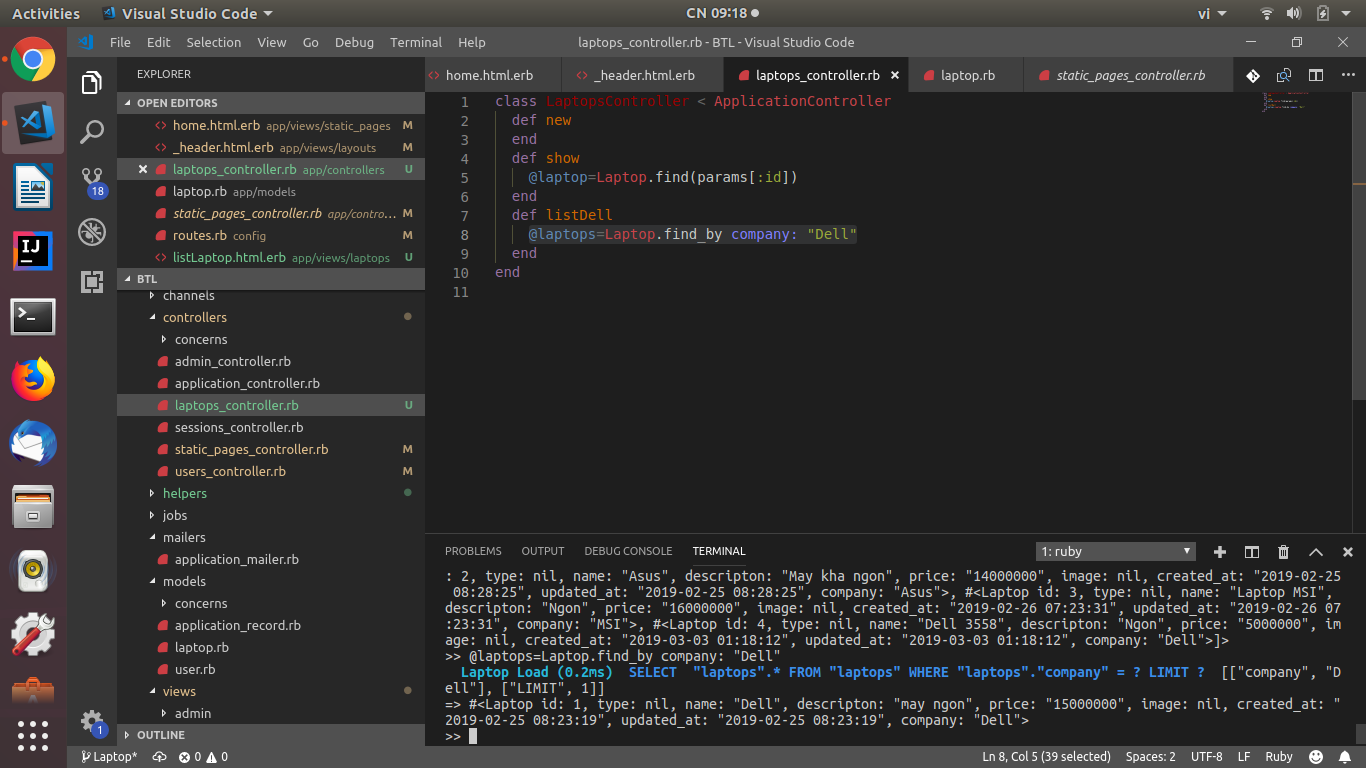 Activities
Visual Studio Code
CN 09:18
vi
File Edit Selection View Go Debug Terminal Help
laptops_controller.rb - BTL - Visual Studio Code
EXPLORER
OPEN EDITORS
home.html.erb app/views/static_pages M
_header.html.erb app/views/layouts M
laptops_controller.rb app/controllers U
laptop.rb app/models
static_pages_controller.rb app/contro... M
routes.rb config M
listLaptop.html.erb app/views/laptops U
BTL
channels
controllers
concerns
admin_controller.rb
application_controller.rb
laptops_controller.rb U
sessions_controller.rb
static_pages_controller.rb M
users_controller.rb M
helpers
jobs
mailers
application_mailer.rb
models
concerns
application_record.rb
laptop.rb
user.rb
views
admin
OUTLINE
18
1
home.html.erb
_header.html.erb
laptops_controller.rb
laptop.rb
static_pages_controller.rb
1 class LaptopsController < ApplicationController
2 def new
3 end
4 def show
5 @laptop=Laptop.find(params[:id])
6 end
7 def listDell
8 @laptops=Laptop.find_by company: "Dell"
9 end
10 end
11
PROBLEMS OUTPUT DEBUG CONSOLE TERMINAL
1: ruby
: 2, type: nil, name: "Asus", descripton: "May kha ngon", price: "14000000", image: nil, created_at: "2019-02-25
08:28:25", updated_at: "2019-02-25 08:28:25", company: "Asus">, #<Laptop id: 3, type: nil, name: "Laptop MSI",
descripton: "Ngon", price: "16000000", image: nil, created_at: "2019-02-26 07:23:31", updated_at: "2019-02-26 07
:23:31", company: "MSI">, #<Laptop id: 4, type: nil, name: "Dell 3558", descripton: "Ngon", price: "5000000", im
age: nil, created_at: "2019-03-03 01:18:12", updated_at: "2019-03-03 01:18:12", company: "Dell">]>
>> @laptops=Laptop.find_by company: "Dell"
Laptop Load (0.2ms) SELECT "laptops".* FROM "laptops" WHERE "laptops"."company" = ? LIMIT ? [["company", "D
ell"], ["LIMIT", 1]]
=> #<Laptop id: 1, type: nil, name: "Dell", descripton: "may ngon", price: "15000000", image: nil, created_at: "
2019-02-25 08:23:19", updated_at: "2019-02-25 08:23:19", company: "Dell">
>>
Laptop* 0 0
Ln 8, Col 5 (39 selected) Spaces: 2 UTF-8 LF Ruby